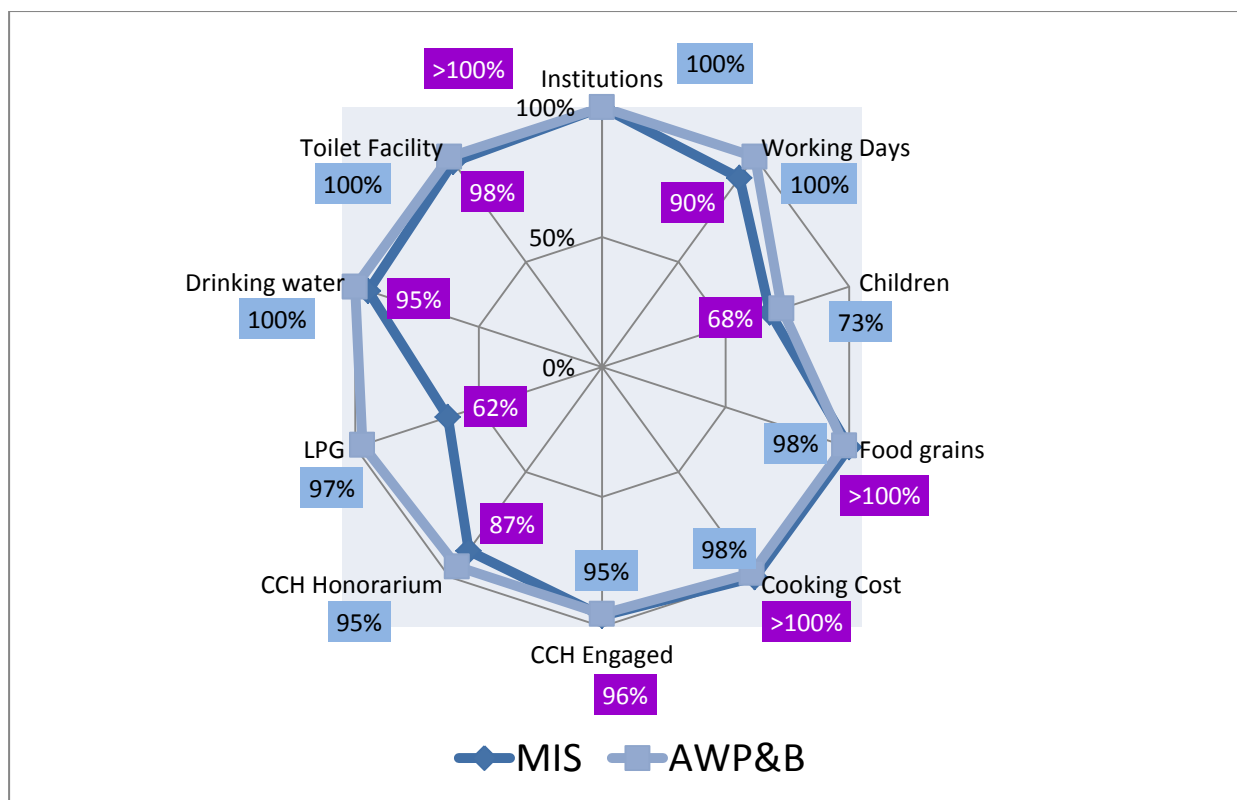 >100%
Institutions
100%
100%
Toilet Facility
Working Days
100%
98%
90%
100%
50%
Drinking water
Children
100%
95%
68%
73%
0%
62%
LPG
98%
Food grains
97%
>100%
87%
98%
95%
CCH Honorarium
Cooking Cost
95%
>100%
CCH Engaged
96%
MIS
AWP&B